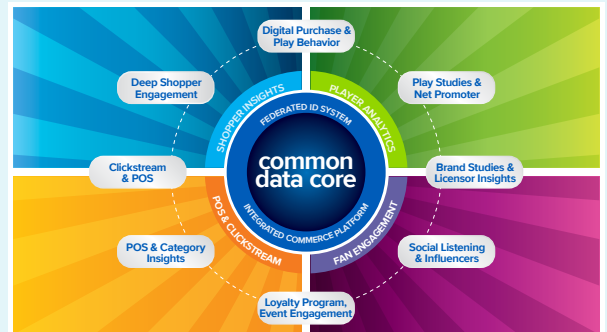 Digital Purchase &
Play Behavior
Deep Shopper
Engagement
Play Studies &
Net Promoter
SHOPPER INSIGHTS
PLAYER ANALYTICS
FEDERATED ID SYSTEM
common
data core
Clickstream
& POS
Brand Studies &
Licensor Insights
INTEGRATED COMMERCE PLATFORM
POS & CLICKSTREAM
FAN ENGAGEMENT
POS & Category
Insights
Social Listening
& Influencers
Loyalty Program,
Event Engagement